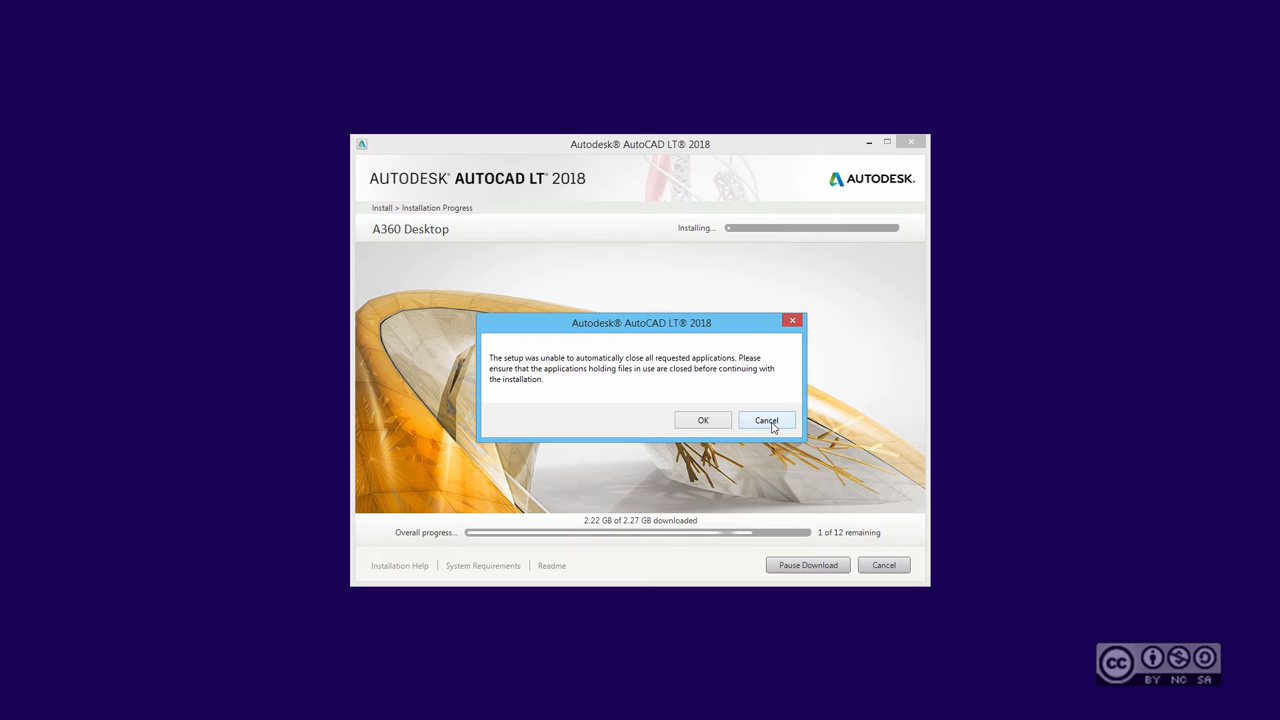 Autodesk® AutoCAD LT® 2018
AUTODESK® AUTOCAD LT® 2018
AUTODESK.
Install > Installation Progress
A360 Desktop
Installing...
Autodesk® AutoCAD LT® 2018
The setup was unable to automatically close all requested applications. Please
ensure that the applications holding files in use are closed before continuing with
the installation.
OK
Cancel
2.22 GB of 2.27 GB downloaded
Overall progress...
1 of 12 remaining
Installation Help
System Requirements
Readme
Pause Download
Cancel
cc
BY NC SA